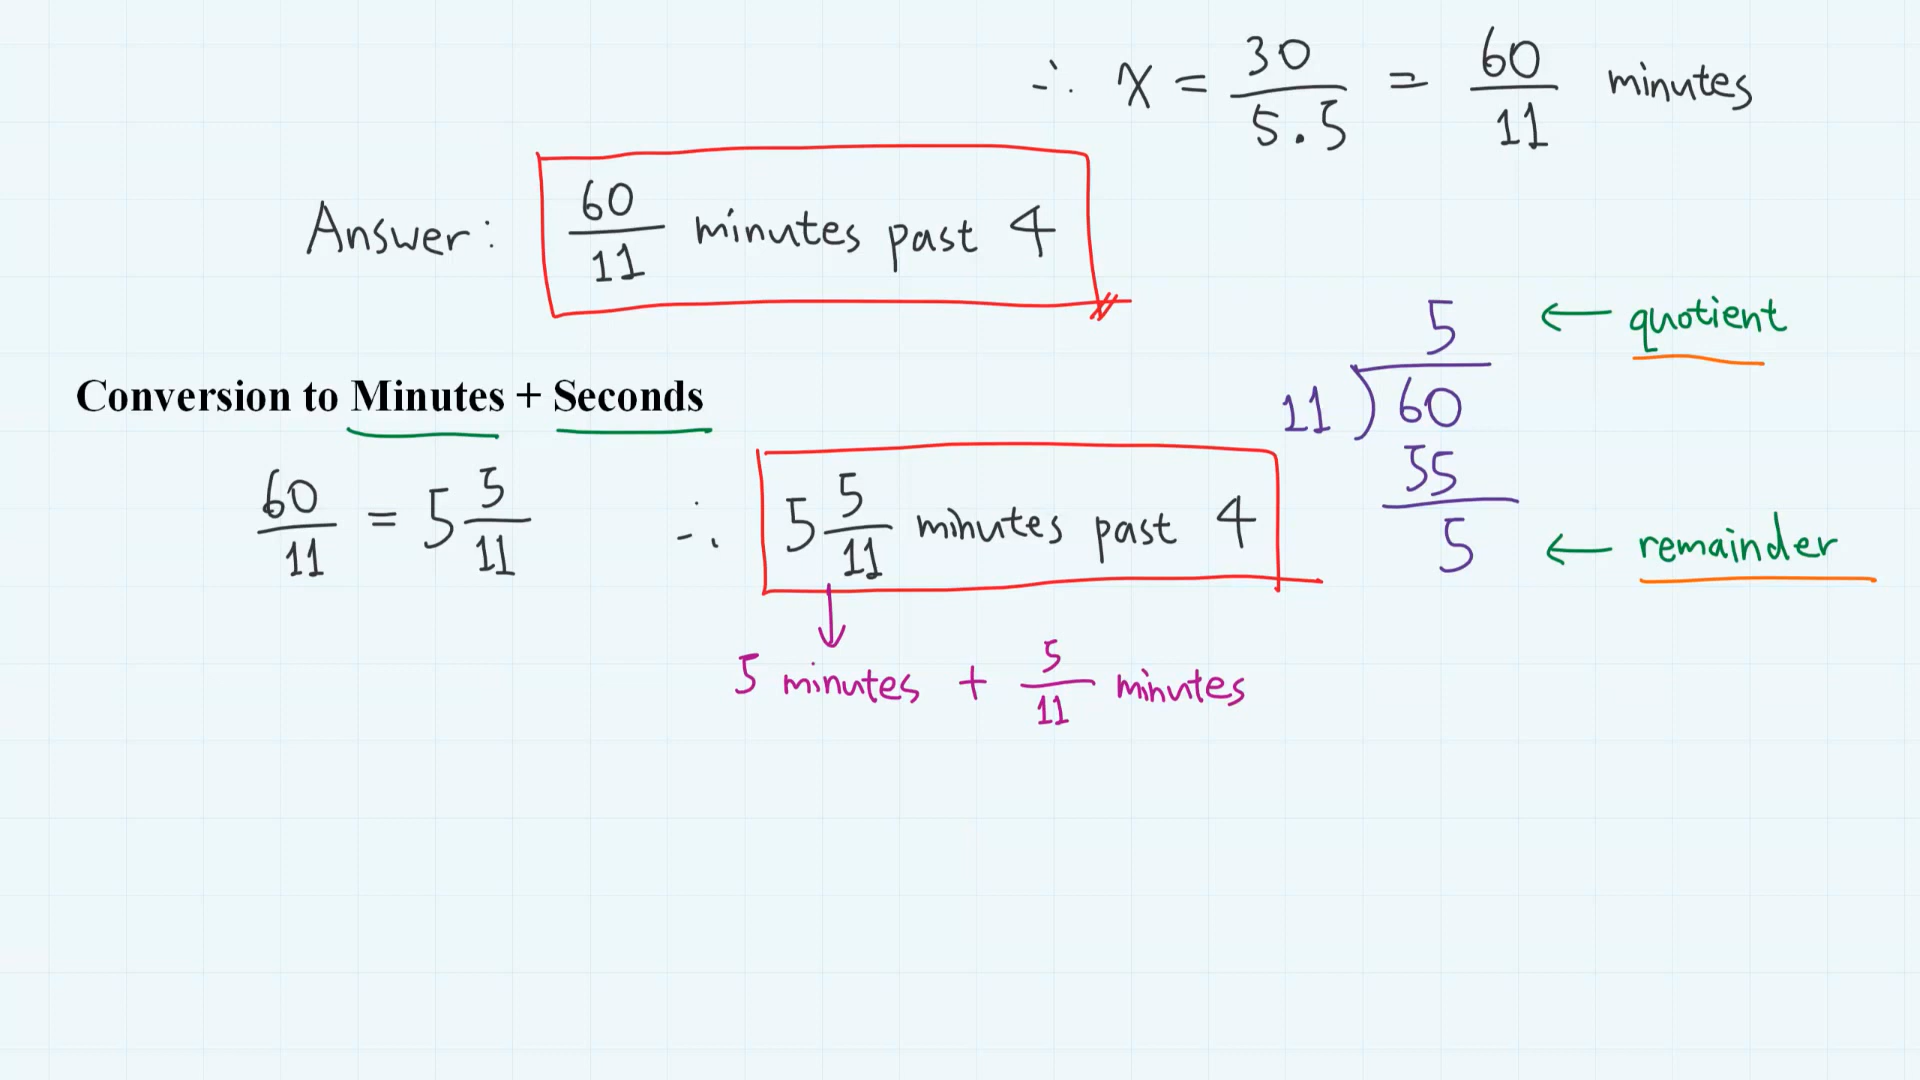 ∴ x = 30/5.5 = 60/11 minutes
Answer: 60/11 minutes past 4
5 ← quotient
Conversion to Minutes + Seconds
11 ) 60
55
60/11 = 5 5/11 ∴ 5 5/11 minutes past 4
5 ← remainder
5 minutes + 5/11 minutes